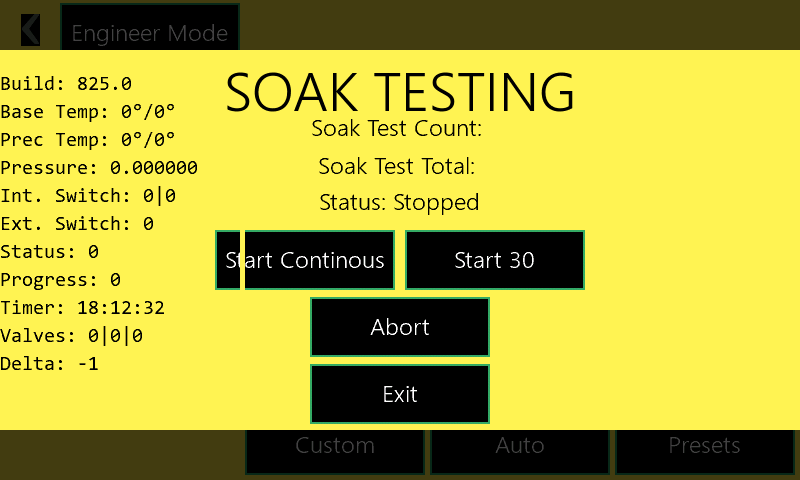 Engineer Mode
SOAK TESTING
Soak Test Count:
Soak Test Total:
Status: Stopped
Build: 825.0
Base Temp: 0°/0°
Prec Temp: 0°/0°
Pressure: 0.000000
Int. Switch: 0|0
Ext. Switch: 0
Status: 0
Progress: 0
Timer: 18:12:32
Valves: 0|0|0
Delta: -1
Start Continous
Start 30
Abort
Exit
Custom
Auto
Presets